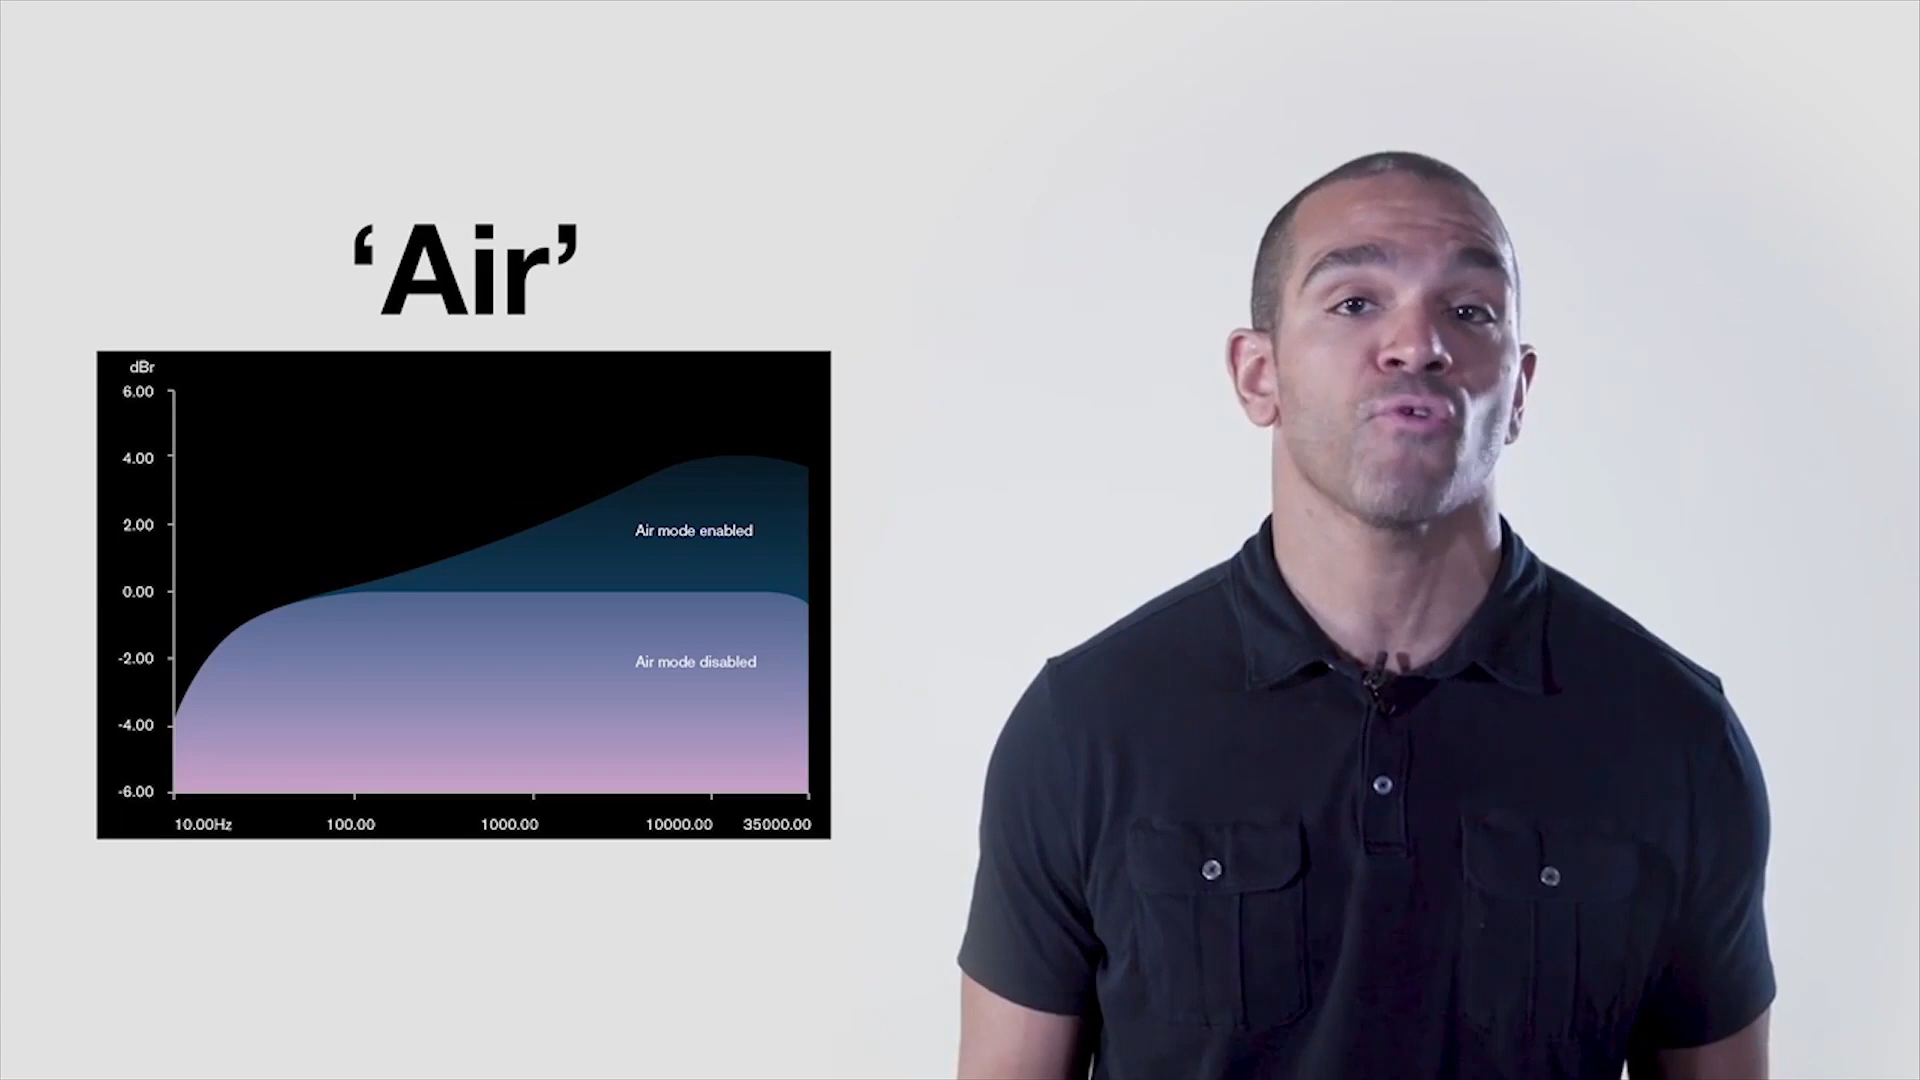 ‘Air’
dBr
6.00
4.00
2.00
0.00
-2.00
-4.00
-6.00
Air mode enabled
Air mode disabled
10.00Hz 100.00 1000.00 10000.00 35000.00